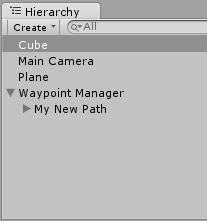 Hierarchy
Create All
Cube
Main Camera
Plane
Waypoint Manager
My New Path